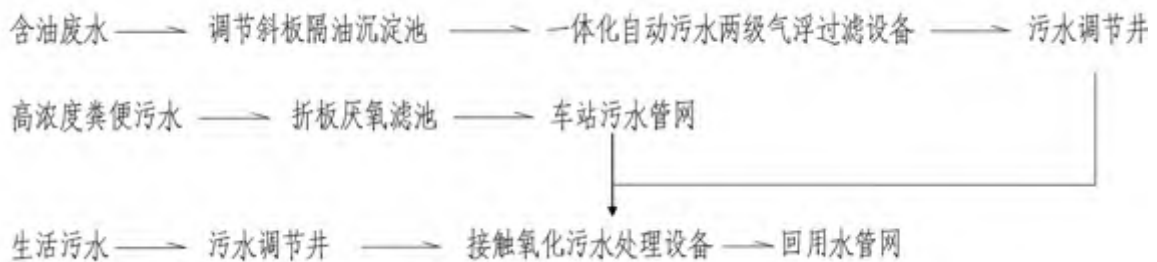 含油废水 调节斜板隔油沉淀池 一体化自动污水两级气浮过滤设备 污水调节井
高浓度粪便污水 折板厌氧滤池 车站污水管网
生活污水 污水调节井 接触氧化污水处理设备 回用水管网